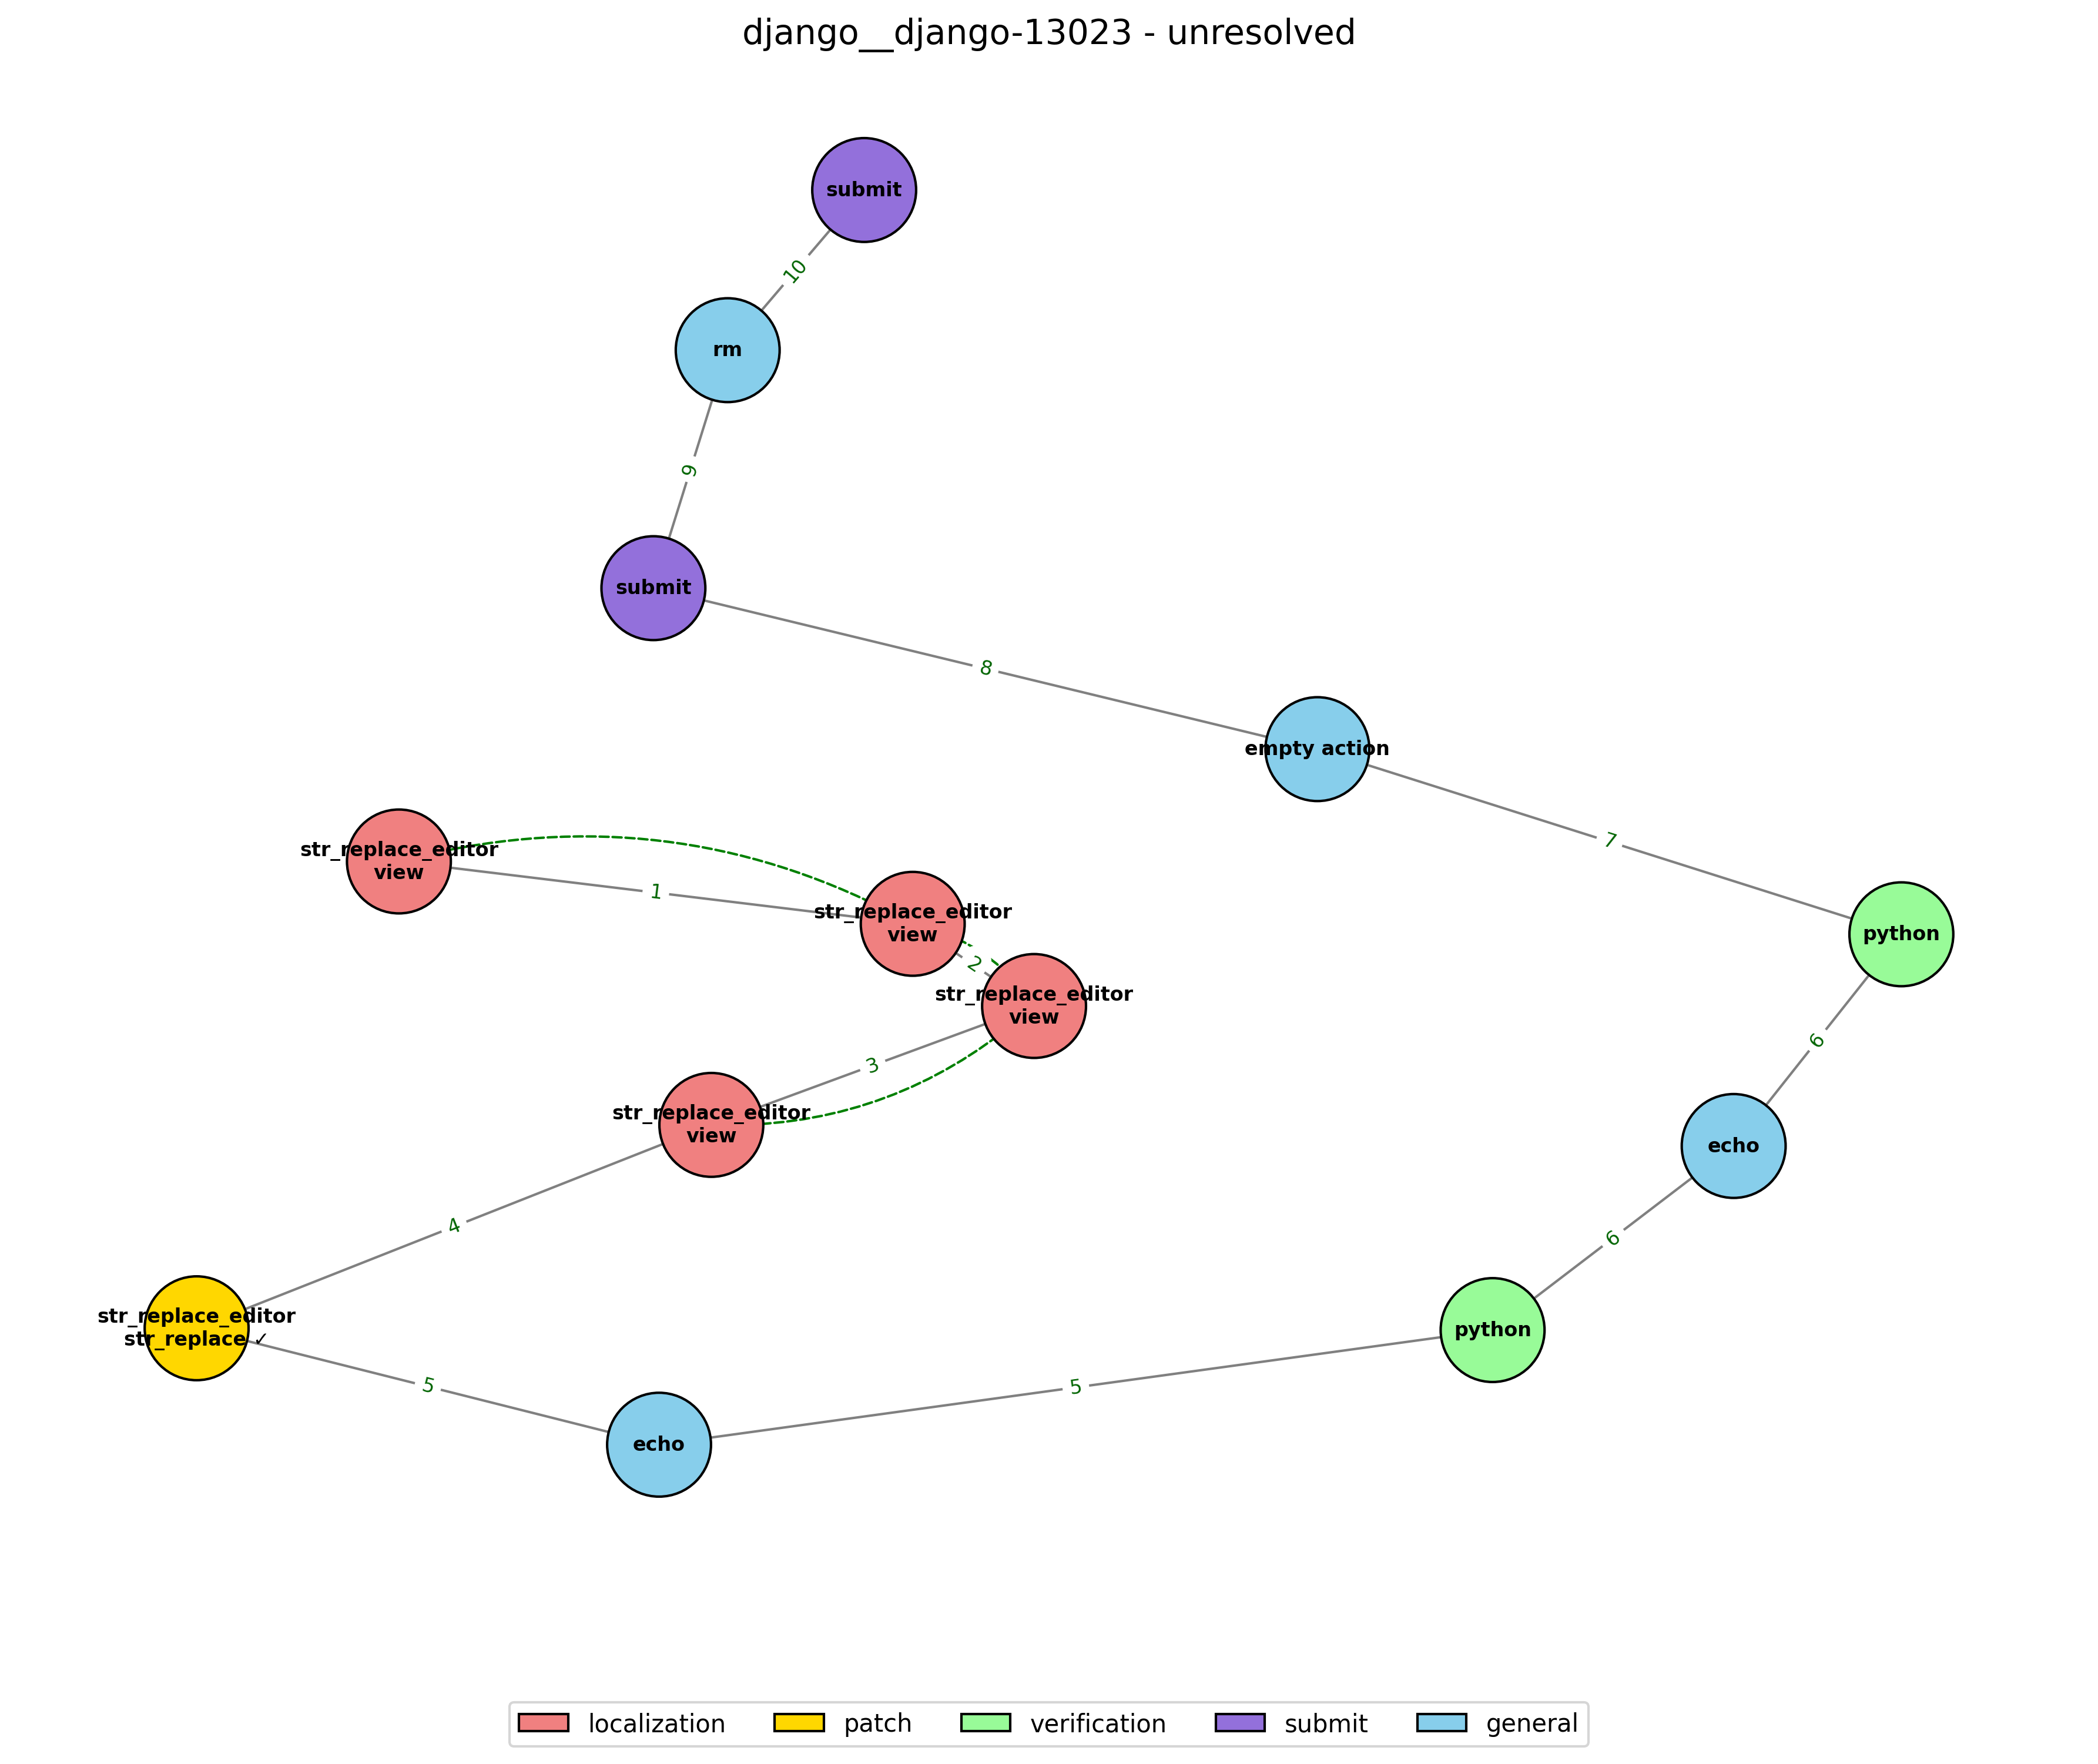 django__django-13023 - unresolved
submit
10
rm
9
submit
8
empty action
7
str_replace_editor
view
1
str_replace_editor
view
python
2
str_replace_editor
view
6
3
str_replace_editor
view
echo
4
6
str_replace_editor
str_replace ✓
python
5
5
echo
localization
patch
verification
submit
general